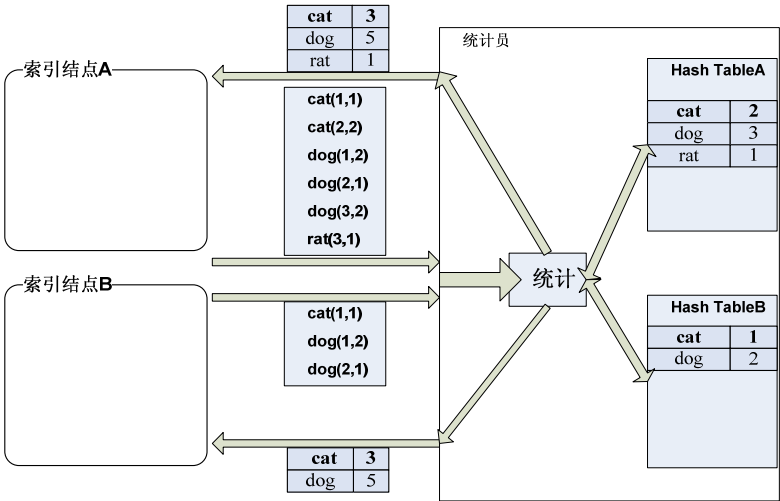 cat 3
dog 5
rat 1
统计员
索引结点A
Hash TableA
cat(1,1)
cat(2,2)
dog(1,2)
dog(2,1)
dog(3,2)
rat(3,1)
cat 2
dog 3
rat 1
统计
索引结点B
cat(1,1)
dog(1,2)
dog(2,1)
Hash TableB
cat 1
dog 2
cat 3
dog 5